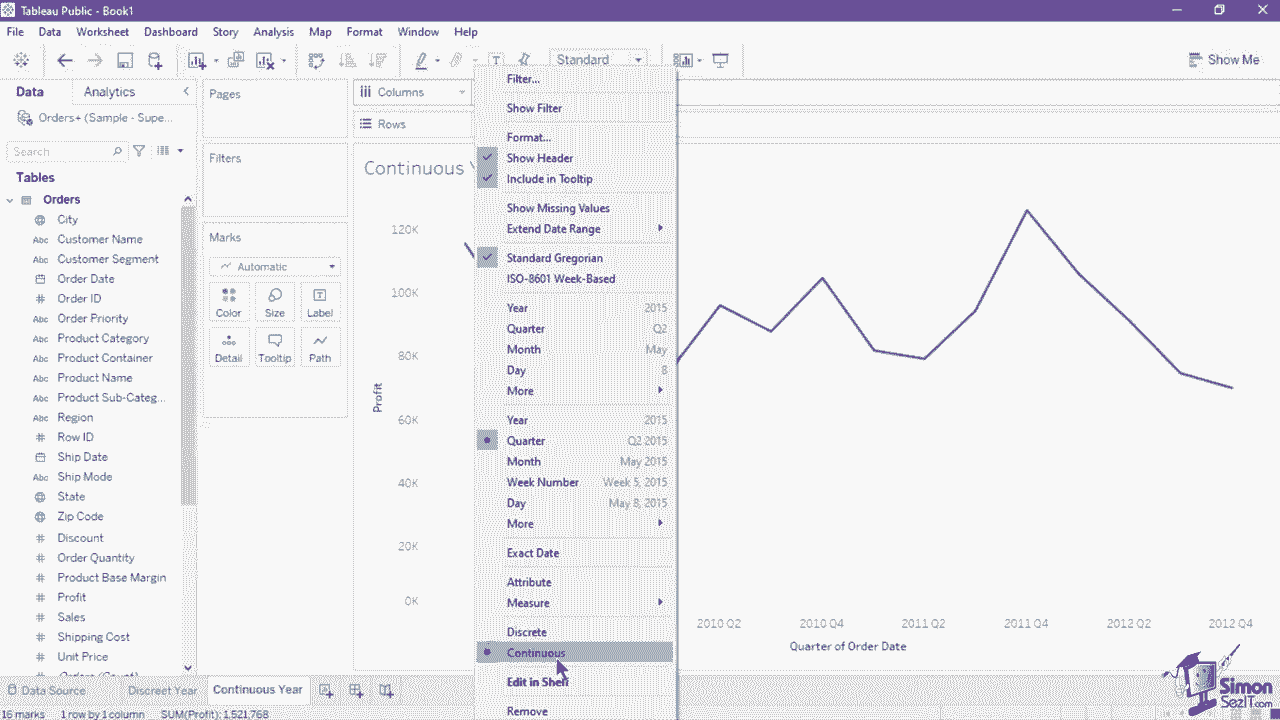 Tableau Public - Book1
File Data Worksheet Dashboard Story Analysis Map Format Window Help
Standard
Show Me
Data Analytics
Orders+ (Sample - Supe...
Search
Tables
Orders
City
Abc Customer Name
Abc Customer Segment
Order Date
# Order ID
Abc Order Priority
Abc Product Category
Abc Product Container
Abc Product Name
Abc Product Sub-Categ...
Abc Region
# Row ID
Ship Date
Abc Ship Mode
State
Zip Code
# Discount
# Order Quantity
# Product Base Margin
# Profit
# Sales
# Shipping Cost
# Unit Price
Pages
Filters
Marks
Automatic
Color Size Label
Detail Tooltip Path
Columns
Rows
Continuous
120K
100K
80K
60K
40K
20K
0K
Profit
Filter...
Show Filter
Format...
Show Header
Include in Tooltip
Show Missing Values
Extend Date Range
Standard Gregorian
ISO-8601 Week-Based
Year 2015
Quarter Q2
Month May
Day 8
More
Year 2015
Quarter Q2 2015
Month May 2015
Week Number Week 5, 2015
Day May 8, 2015
More
Exact Date
Attribute
Measure
Discrete
Continuous
Edit in Shelf
Remove
2010 Q2 2010 Q4 2011 Q2 2011 Q4 2012 Q2 2012 Q4
Quarter of Order Date
Data Source Discreet Year Continuous Year
16 marks 1 row by 1 column SUM(Profit): 1,521,768
Simon
SezIT.com